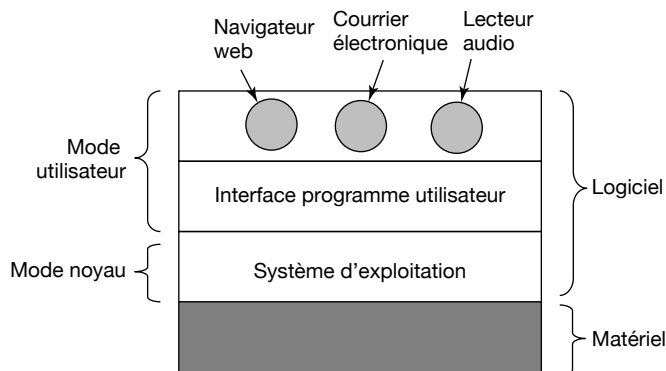 Navigateur
web
Courrier
électronique
Lecteur
audio
Mode
utilisateur
Interface programme utilisateur
Logiciel
Mode noyau
Système d’exploitation
Matériel